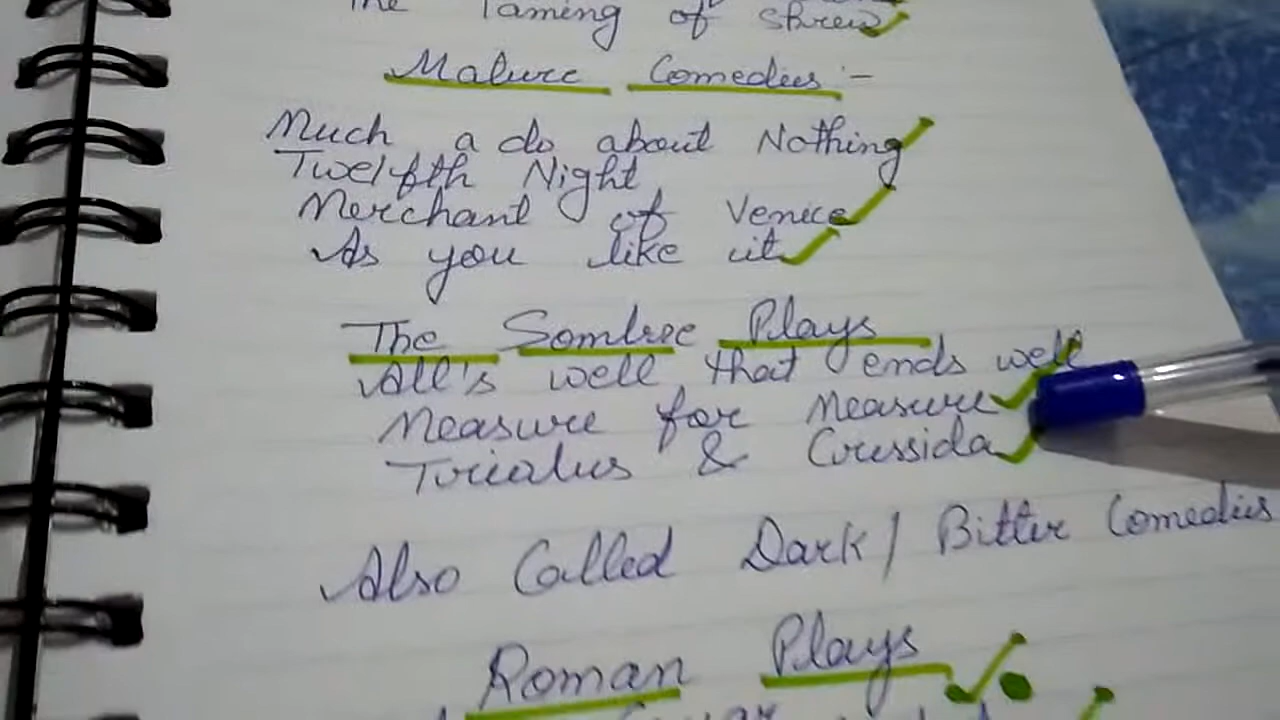 The Taming of Shrew
Mature Comedies :-
Much a do about Nothing
Twelfth Night
Merchant of Venice
As you like it
The Sombre Plays
All's well that ends well
Measure for Measure
Trialus & Cressida
Also Called Dark / Bitter Comedies
Roman Plays